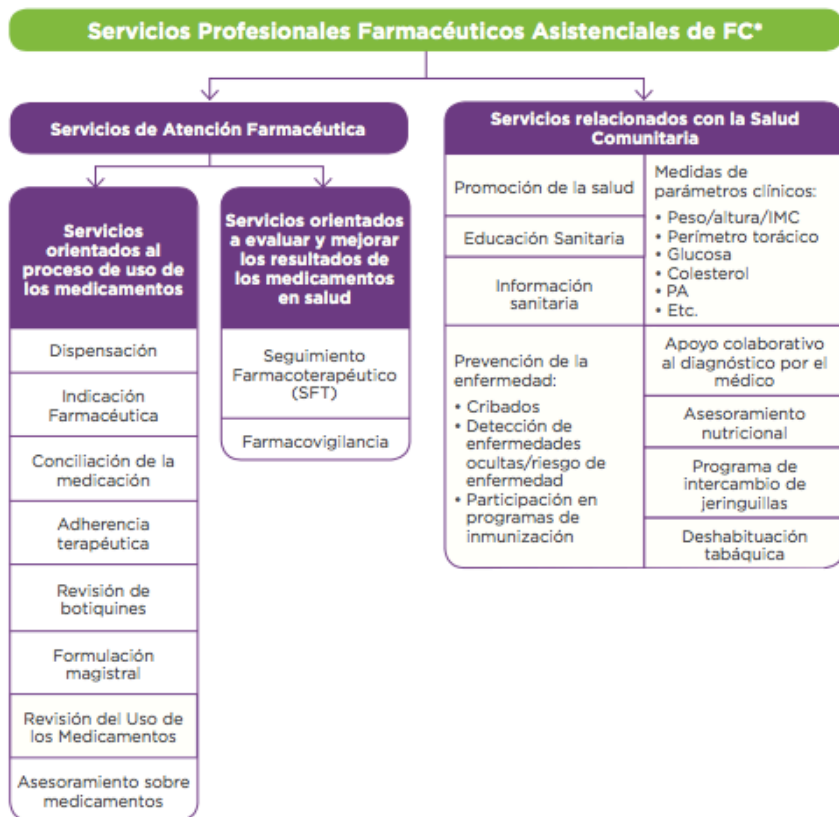 Servicios Profesionales Farmacéuticos Asistenciales de FC*
Servicios de Atención Farmacéutica
Servicios
orientados al
proceso de uso de
los medicamentos
Dispensación
Indicación
Farmacéutica
Conciliación de la
medicación
Adherencia
terapéutica
Revisión de
botiquines
Formulación
magistral
Revisión del Uso de
los Medicamentos
Asesoramiento sobre
medicamentos
Servicios orientados
a evaluar y mejorar
los resultados de
los medicamentos
en salud
Seguimiento
Farmacoterapéutico
(SFT)
Farmacovigilancia
Servicios relacionados con la Salud
Comunitaria
Promoción de la salud
Educación Sanitaria
Información
sanitaria
Prevención de la
enfermedad:
• Cribados
• Detección de
enfermedades
ocultas/riesgo de
enfermedad
• Participación en
programas de
inmunización
Medidas de
parámetros clínicos:
• Peso/altura/IMC
• Perímetro torácico
• Glucosa
• Colesterol
• PA
• Etc.
Apoyo colaborativo
al diagnóstico por el
médico
Asesoramiento
nutricional
Programa de
intercambio de
jeringuillas
Deshabituación
tabáquica